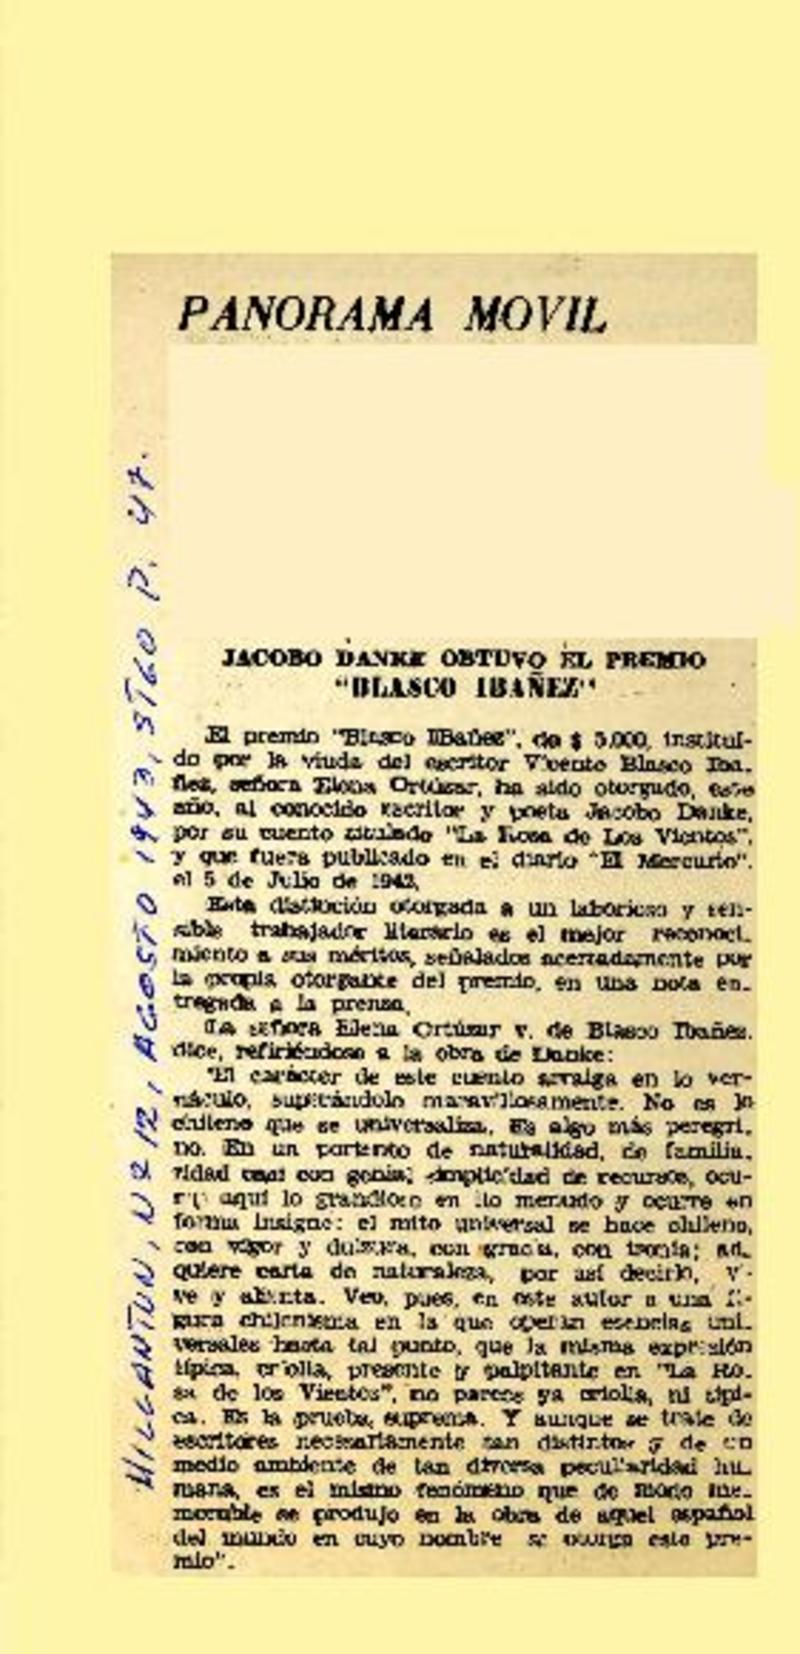 PANORAMA MOVIL
JACOBO DANKE OBTUVO EL PREMIO
"BLASCO IBAÑEZ"
El premio "Blasco Ibañez", de $ 5.000, institui-
do por la viuda del escritor Vicente Blasco Iba.
ñez, señora Elena Ortúzar, ha sido otorgado, este
año, al conocido escritor y poeta Jacobo Danke,
por su cuento titulado "La Rosa de Los Vientos",
y que fuera publicado en el diario "El Mercurio",
el 5 de Julio de 1942.
Esta distinción otorgada a un laborioso y sen-
sible trabajador literario es el mejor reconoci.
miento a sus méritos, señalados acertadamente por
la propia otorgante del premio, en una nota en.
tregada a la prensa.
La señora Elena Ortúzar v. de Blasco Ibañez,
dice, refiriéndose a la obra de Danke:
"El carácter de este cuento arraiga en lo ver-
náculo, superándolo maravillosamente. No es lo
chileno que se universaliza. Es algo más peregri.
no. En un portento de naturalidad, de familia.
ridad casi con genial simplicidad de recursos, ocu-
rre aquí lo grandioso en lo menudo y ocurre en
forma insigne: el mito universal se hace chileno,
con vigor y dulzura, con gracia, con ironía; ad.
quiere carta de naturaleza, por así decirlo, vi-
ve y alienta. Veo, pues, en este autor a una fi-
gura chilenísima en la que operan esencias uni.
versales hasta tal punto, que la misma expresión
típica, criolla, presente y palpitante en "La Ro.
sa de los Vientos", no parece ya criolla, ni típi-
ca. Es la prueba suprema. Y aunque se trate de
escritores necesariamente tan distintos y de un
medio ambiente de tan diversa peculiaridad hu.
mana, es el mismo fenómeno que de modo me.
morable se produjo en la obra de aquel español
del mundo en cuyo nombre se otorga este pre-
mio".
MILLANTUN, Nº 12, AGOSTO 1943, STGO P. 47.